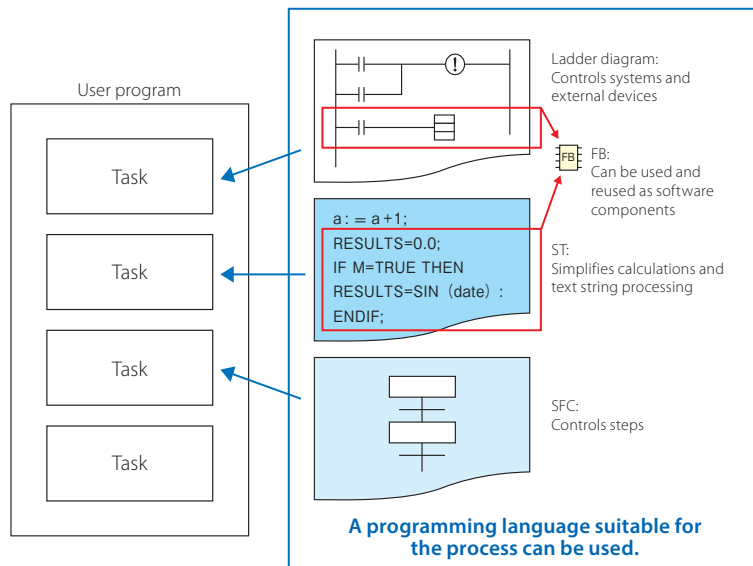 User program
Task
Task
Task
Task
Ladder diagram:
Controls systems and
external devices
FB
FB:
Can be used and
reused as software
components
a : = a +1;
RESULTS=0.0;
IF M=TRUE THEN
RESULTS=SIN (date) :
ENDIF;
ST:
Simplifies calculations and
text string processing
SFC:
Controls steps
A programming language suitable for
the process can be used.